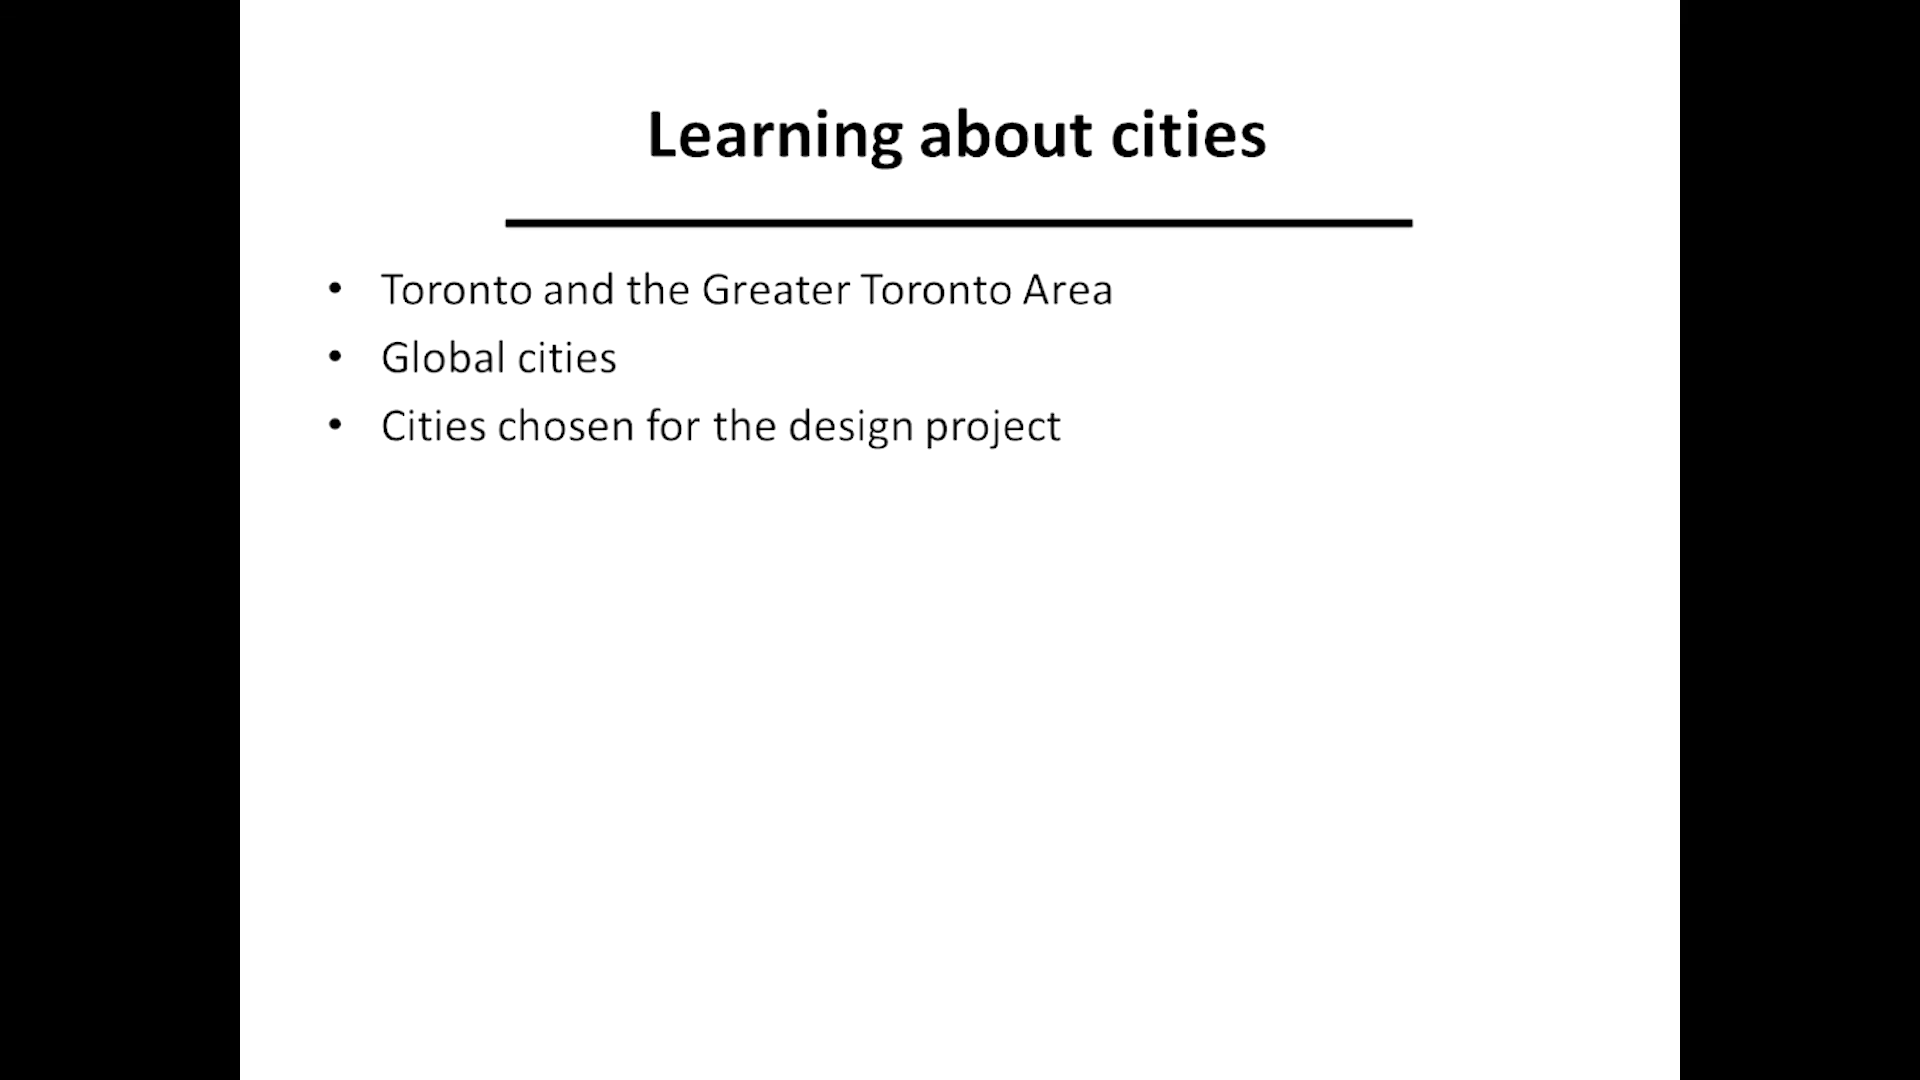 Learning about cities
• Toronto and the Greater Toronto Area
• Global cities
• Cities chosen for the design project